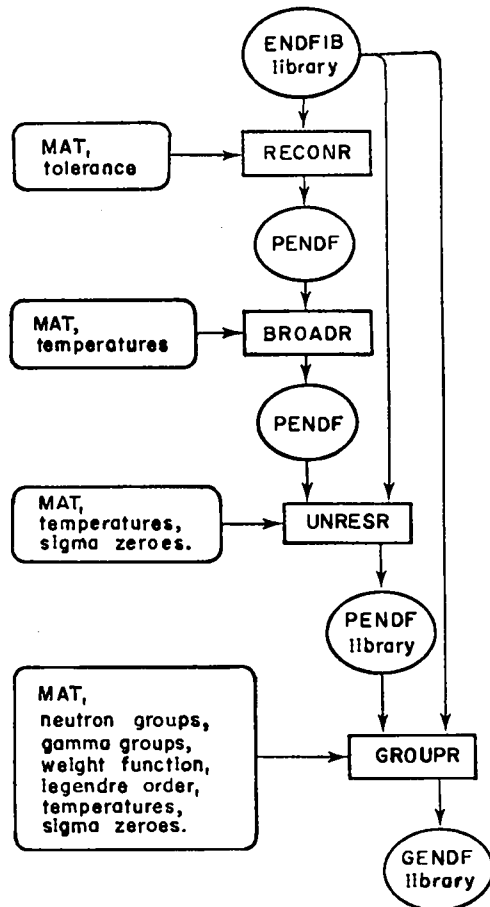 ENDFIB
library
MAT,
tolerance
RECONR
PENDF
MAT,
temperatures
BROADR
PENDF
MAT,
temperatures,
sigma zeroes.
UNRESR
PENDF
library
MAT,
neutron groups,
gamma groups,
weight function,
legendre order,
temperatures,
sigma zeroes.
GROUPR
GENDF
library